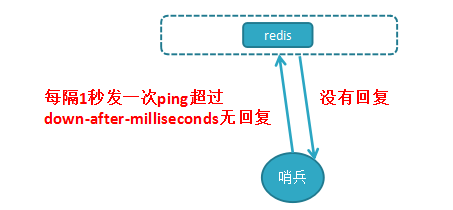 redis
每隔1秒发一次ping超过
down-after-milliseconds无回复
没有回复
哨兵